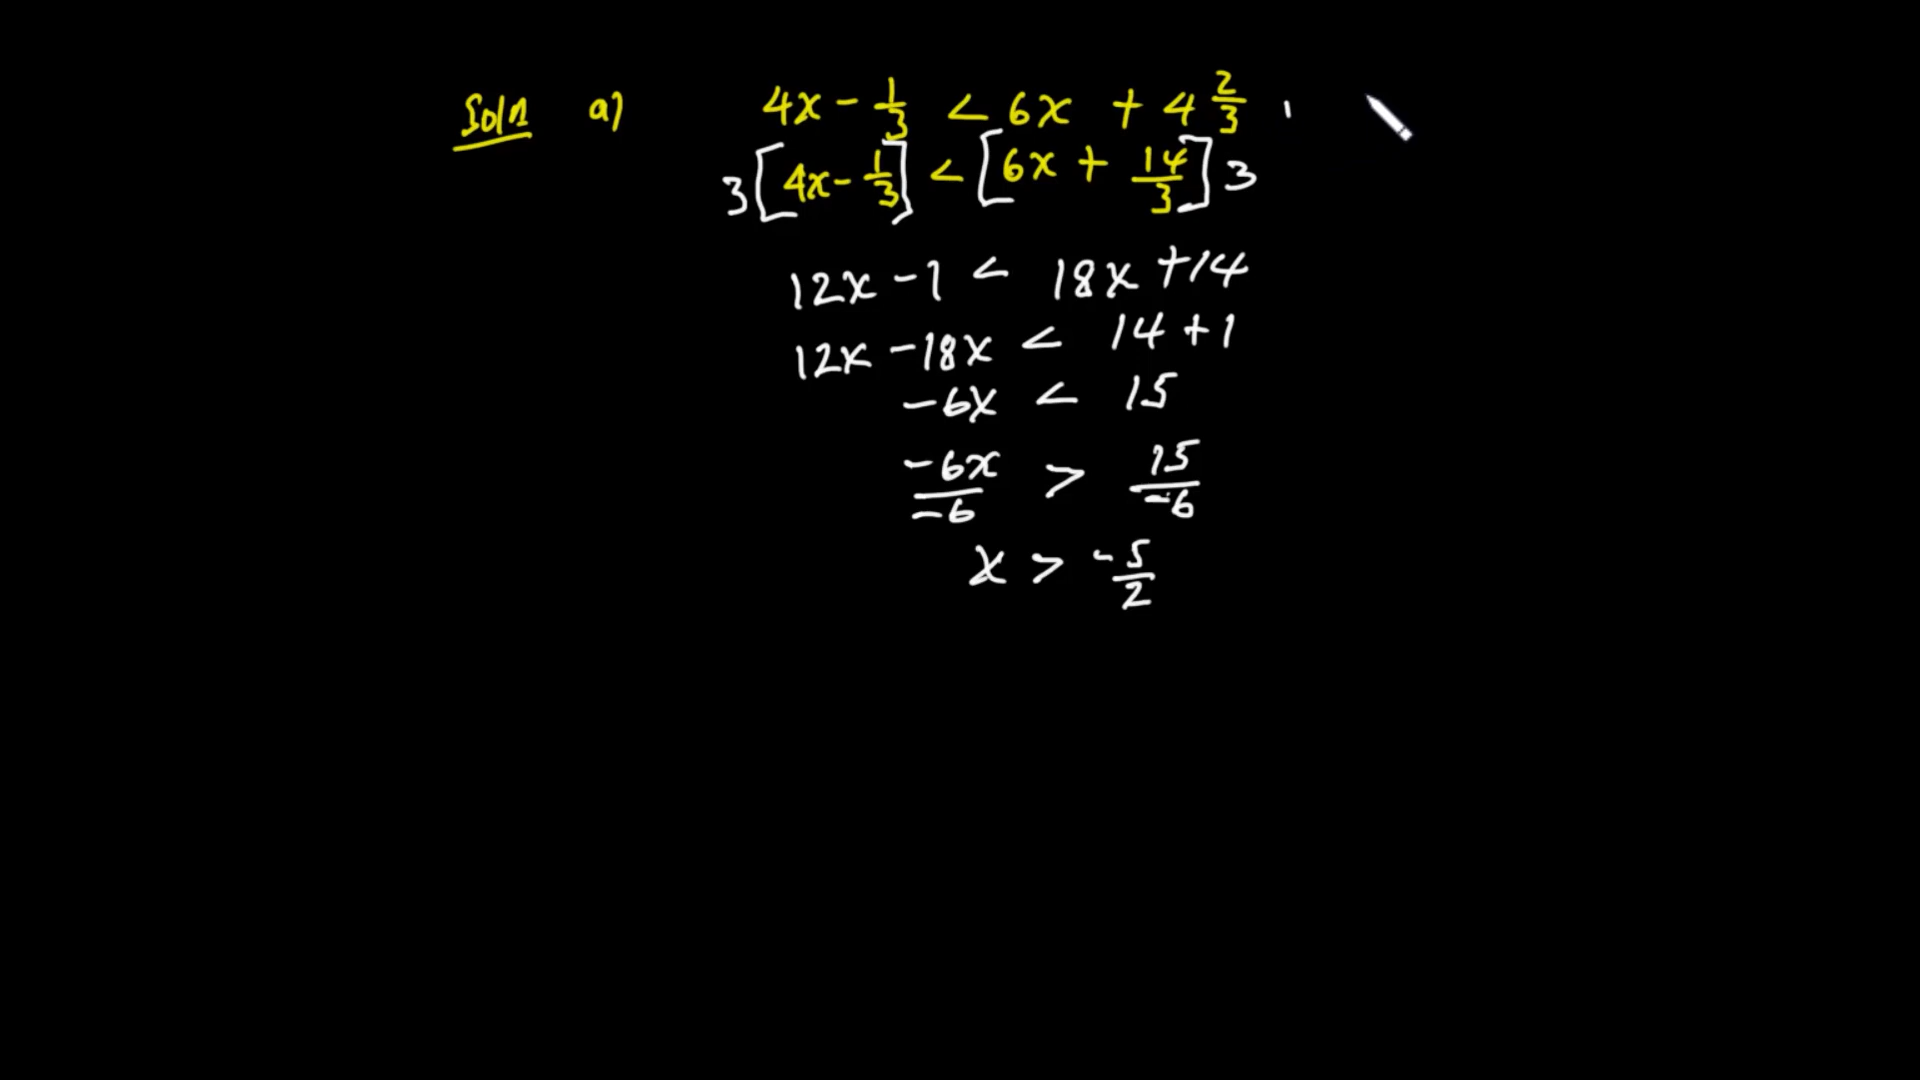 Soln a) 4x - 1/3 < 6x + 4 2/3 ,
3[4x - 1/3] < [6x + 14/3]3
12x - 1 < 18x + 14
12x - 18x < 14 + 1
-6x < 15
-6x/-6 > 15/-6
x > -5/2